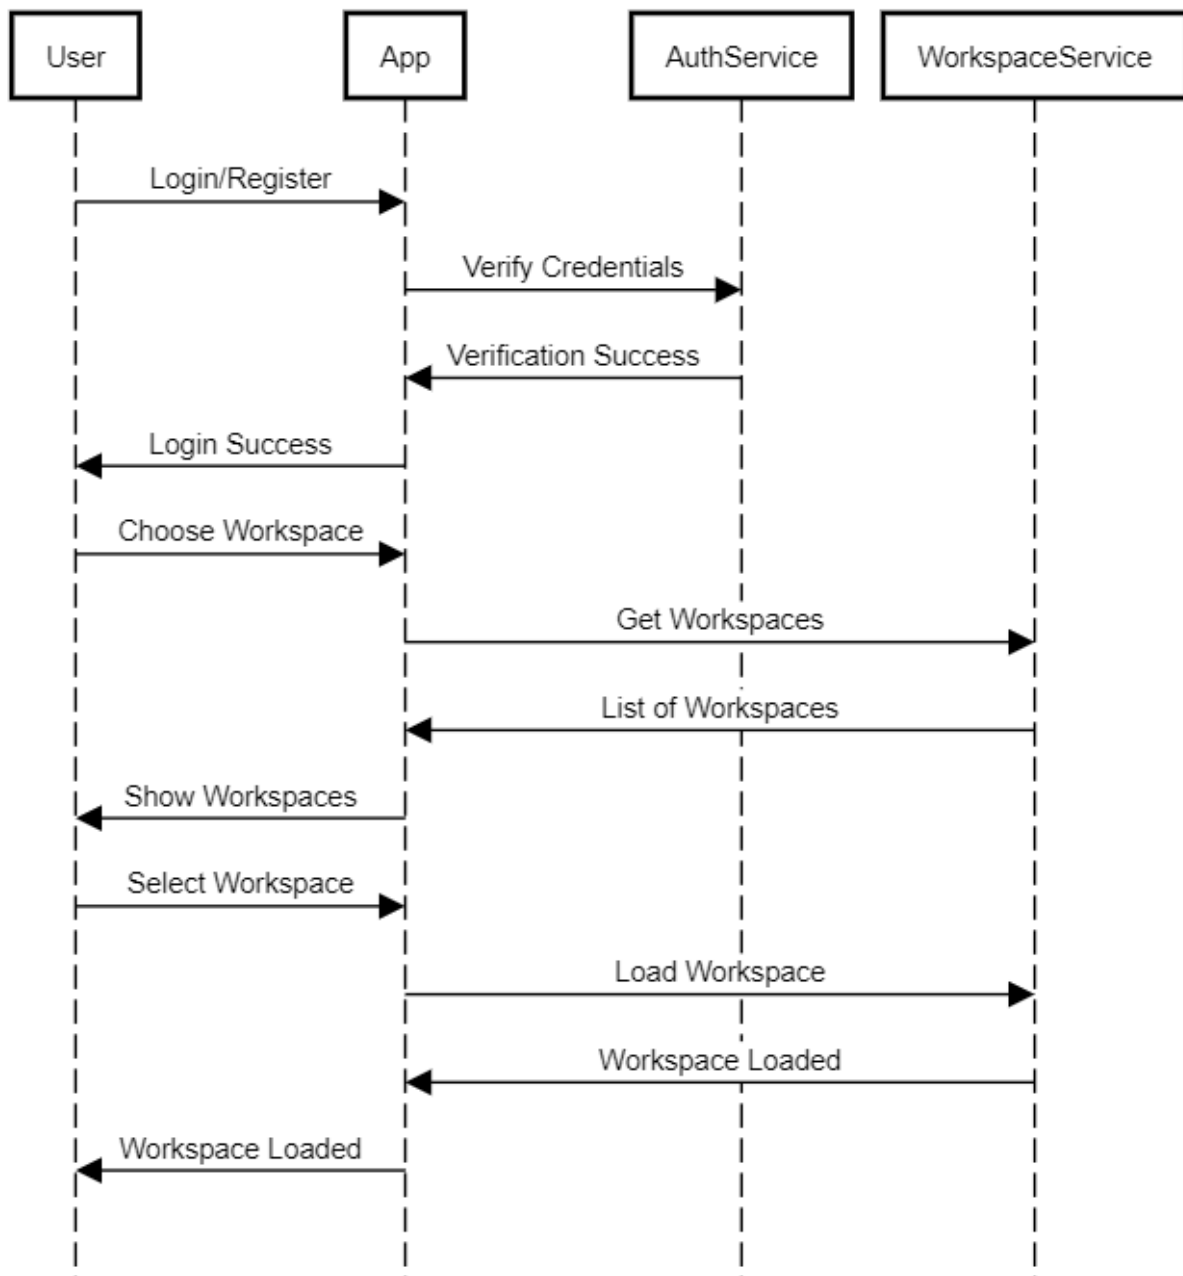 User
App
AuthService
WorkspaceService
Login/Register
Verify Credentials
Verification Success
Login Success
Choose Workspace
Get Workspaces
List of Workspaces
Show Workspaces
Select Workspace
Load Workspace
Workspace Loaded
Workspace Loaded